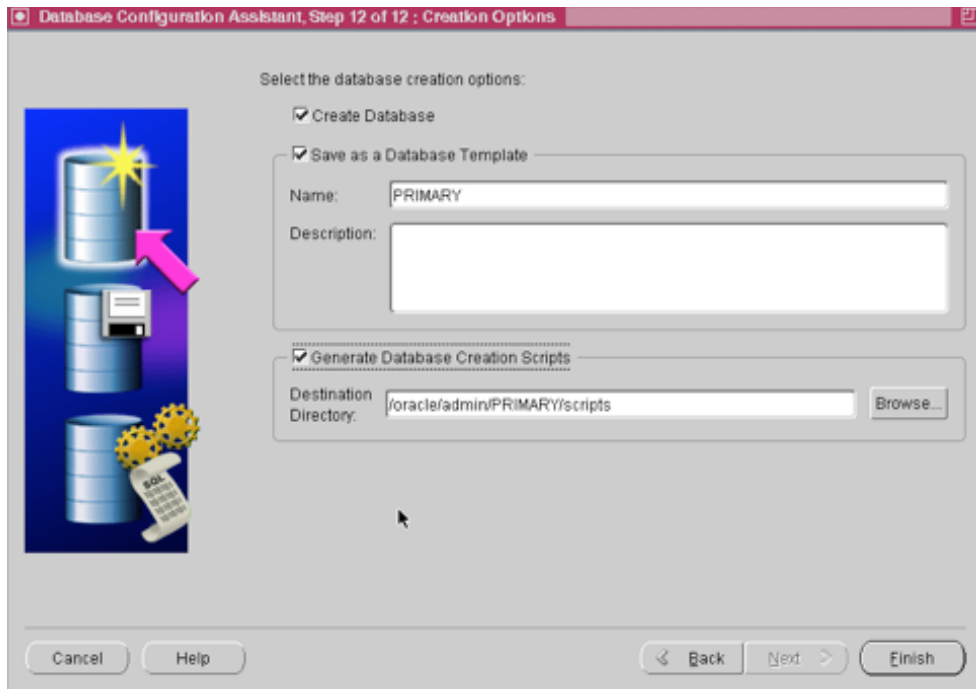 Database Configuration Assistant, Step 12 of 12 : Creation Options
Select the database creation options:
Create Database
Save as a Database Template
Name: PRIMARY
Description:
Generate Database Creation Scripts
Destination
Directory: /oracle/admin/PRIMARY/scripts Browse...
SQL
Cancel Help Back Next Finish